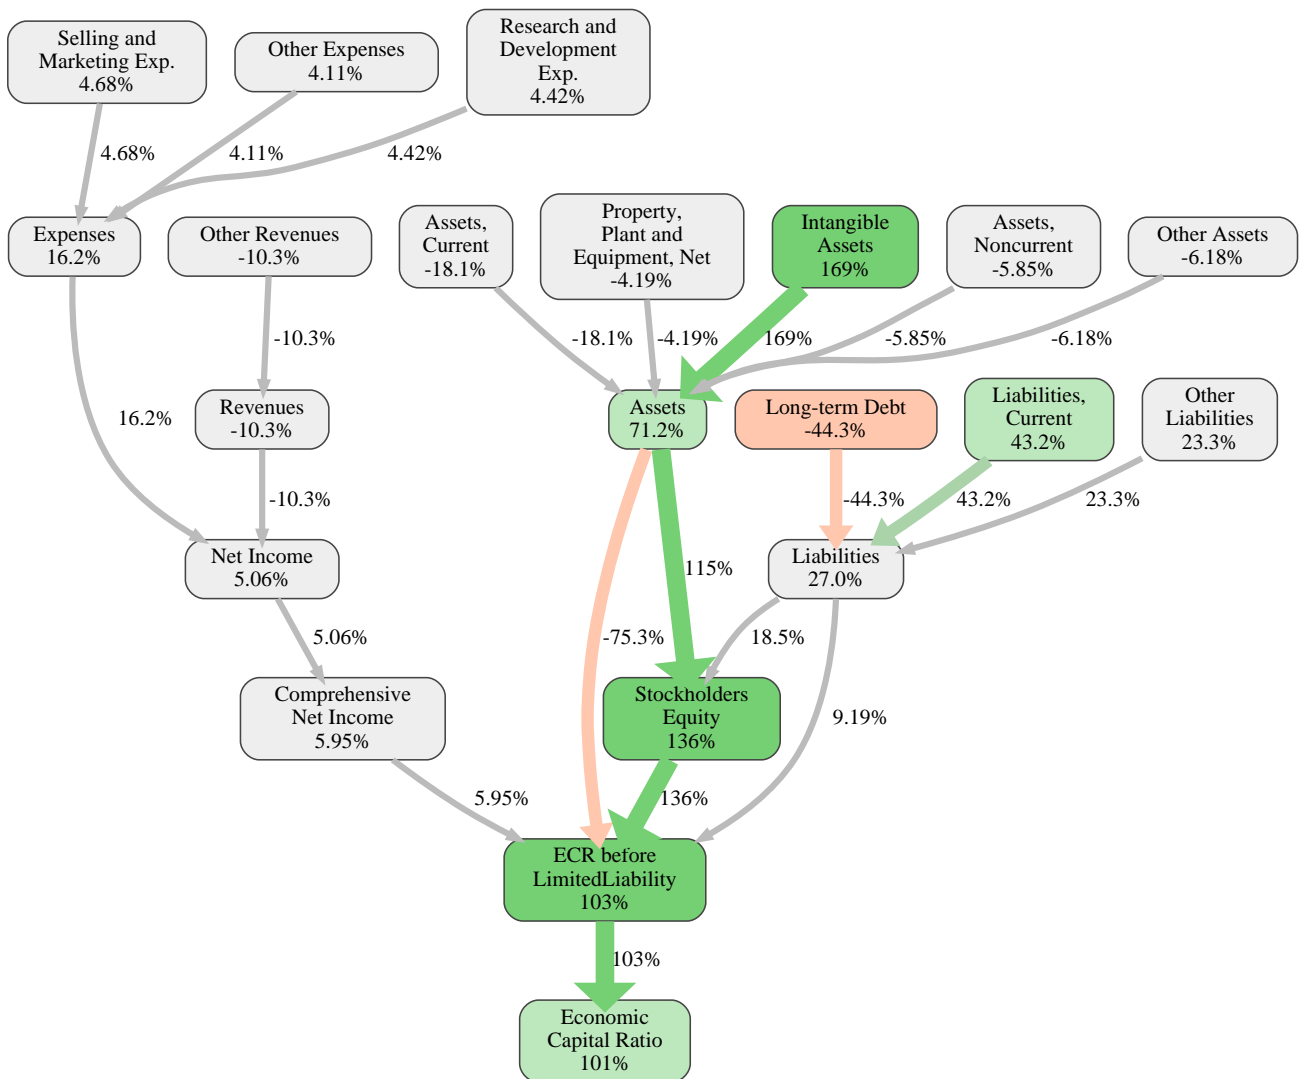 Selling and
Marketing Exp.
4.68%
Other Expenses
4.11%
Research and
Development
Exp.
4.42%
4.68%
4.11%
4.42%
Expenses
16.2%
Other Revenues
-10.3%
Assets,
Current
-18.1%
Property,
Plant and
Equipment, Net
-4.19%
Intangible
Assets
169%
Assets,
Noncurrent
-5.85%
Other Assets
-6.18%
-10.3%
-18.1%
-4.19%
169%
-5.85%
-6.18%
16.2%
Revenues
-10.3%
Assets
71.2%
Long-term Debt
-44.3%
Liabilities,
Current
43.2%
Other
Liabilities
23.3%
-10.3%
-44.3%
43.2%
23.3%
Net Income
5.06%
115%
Liabilities
27.0%
5.06%
-75.3%
18.5%
Comprehensive
Net Income
5.95%
Stockholders
Equity
136%
9.19%
5.95%
136%
ECR before
LimitedLiability
103%
103%
Economic
Capital Ratio
101%